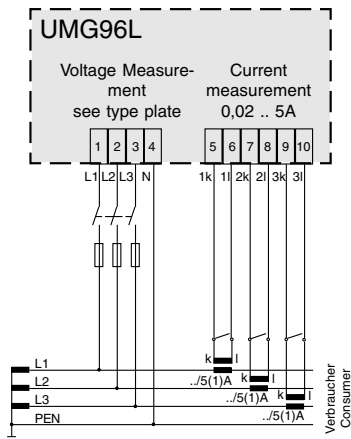 UMG96L
Voltage Measure-
ment
see type plate
Current
measurement
0,02 .. 5A
1 2 3 4 5 6 7 8 9 10
L1 L2 L3 N 1k 1l 2k 2l 3k 3l
k l
L1
k l
../5(1)A
L2
k l
../5(1)A
L3
../5(1)A
PEN
Verbraucher
Consumer